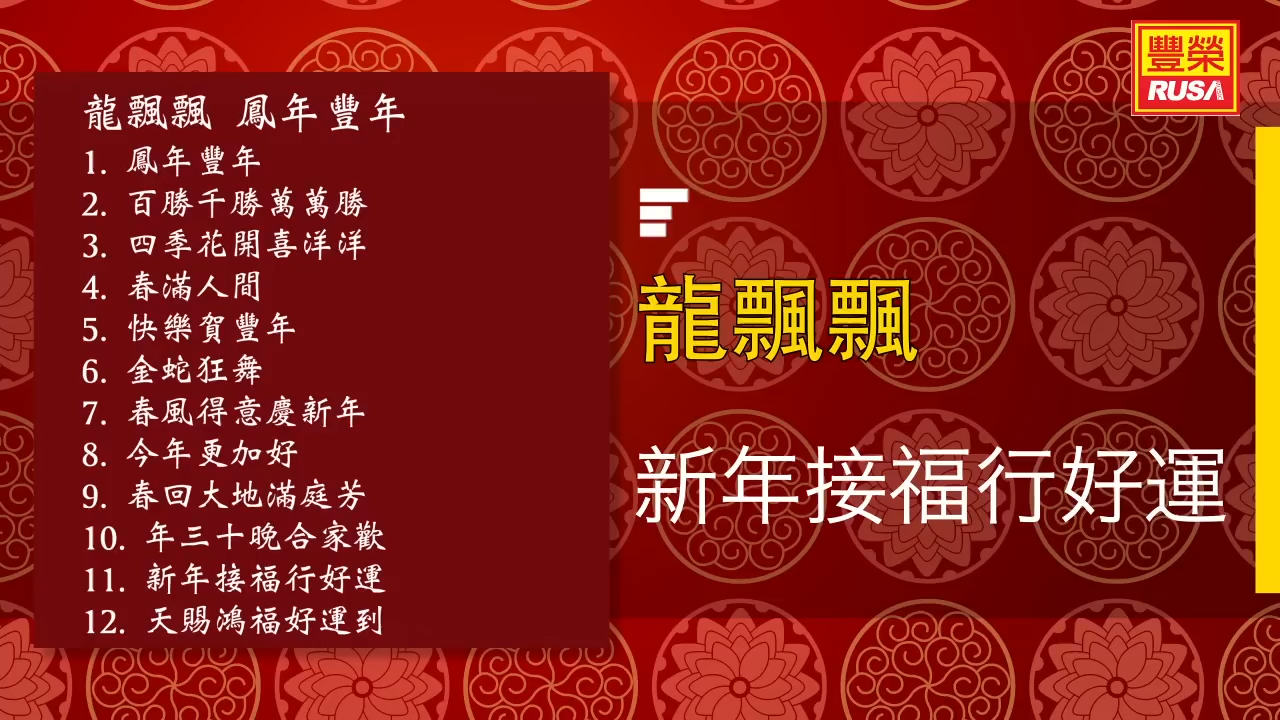 龍飄飄 鳳年豐年
1. 鳳年豐年
2. 百勝千勝萬萬勝
3. 四季花開喜洋洋
4. 春滿人間
5. 快樂賀豐年
6. 金蛇狂舞
7. 春風得意慶新年
8. 今年更加好
9. 春回大地滿庭芳
10. 年三十晚合家歡
11. 新年接福行好運
12. 天賜鴻福好運到
豐榮
RUSA
龍飄飄
新年接福行好運